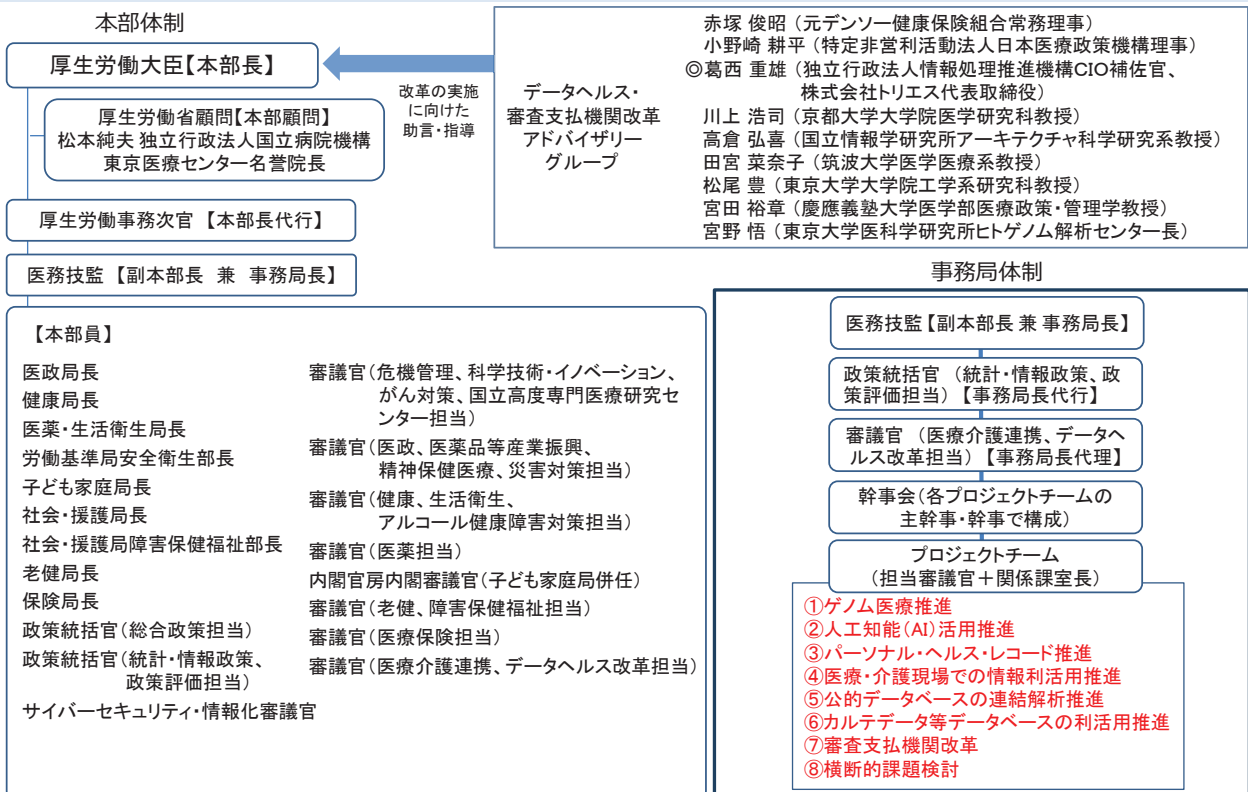 本部体制
厚生労働大臣【本部長】
厚生労働省顧問【本部顧問】
松本純夫 独立行政法人国立病院機構
東京医療センター名誉院長
厚生労働事務次官 【本部長代行】
医務技監 【副本部長 兼 事務局長】
改革の実施
に向けた
助言・指導
データヘルス・
審査支払機関改革
アドバイザリー
グループ
赤塚 俊昭（元デンソー健康保険組合常務理事）
小野崎 耕平（特定非営利活動法人日本医療政策機構理事）
◎葛西 重雄（独立行政法人情報処理推進機構CIO補佐官、
株式会社トリエス代表取締役）
川上 浩司（京都大学大学院医学研究科教授）
高倉 弘喜（国立情報学研究所アーキテクチャ科学研究系教授）
田宮 菜奈子（筑波大学医学医療系教授）
松尾 豊（東京大学大学院工学系研究科教授）
宮田 裕章（慶應義塾大学医学部医療政策・管理学教授）
宮野 悟（東京大学医科学研究所ヒトゲノム解析センター長）
【本部員】
医政局長
健康局長
医薬・生活衛生局長
労働基準局安全衛生部長
子ども家庭局長
社会・援護局長
社会・援護局障害保健福祉部長
老健局長
保険局長
政策統括官（総合政策担当）
政策統括官（統計・情報政策、
政策評価担当）
サイバーセキュリティ・情報化審議官
審議官（危機管理、科学技術・イノベーション、
がん対策、国立高度専門医療研究セ
ンター担当）
審議官（医政、医薬品等産業振興、
精神保健医療、災害対策担当）
審議官（健康、生活衛生、
アルコール健康障害対策担当）
審議官（医薬担当）
内閣官房内閣審議官（子ども家庭局併任）
審議官（老健、障害保健福祉担当）
審議官（医療保険担当）
審議官（医療介護連携、データヘルス改革担当）
事務局体制
医務技監【副本部長 兼 事務局長】
政策統括官 （統計・情報政策、政
策評価担当）【事務局長代行】
審議官 （医療介護連携、データヘ
ルス改革担当）【事務局長代理】
幹事会（各プロジェクトチームの
主幹事・幹事で構成）
プロジェクトチーム
（担当審議官＋関係課室長）
①ゲノム医療推進
②人工知能（AI）活用推進
③パーソナル・ヘルス・レコード推進
④医療・介護現場での情報利活用推進
⑤公的データベースの連結解析推進
⑥カルテデータ等データベースの利活用推進
⑦審査支払機関改革
⑧横断的課題検討